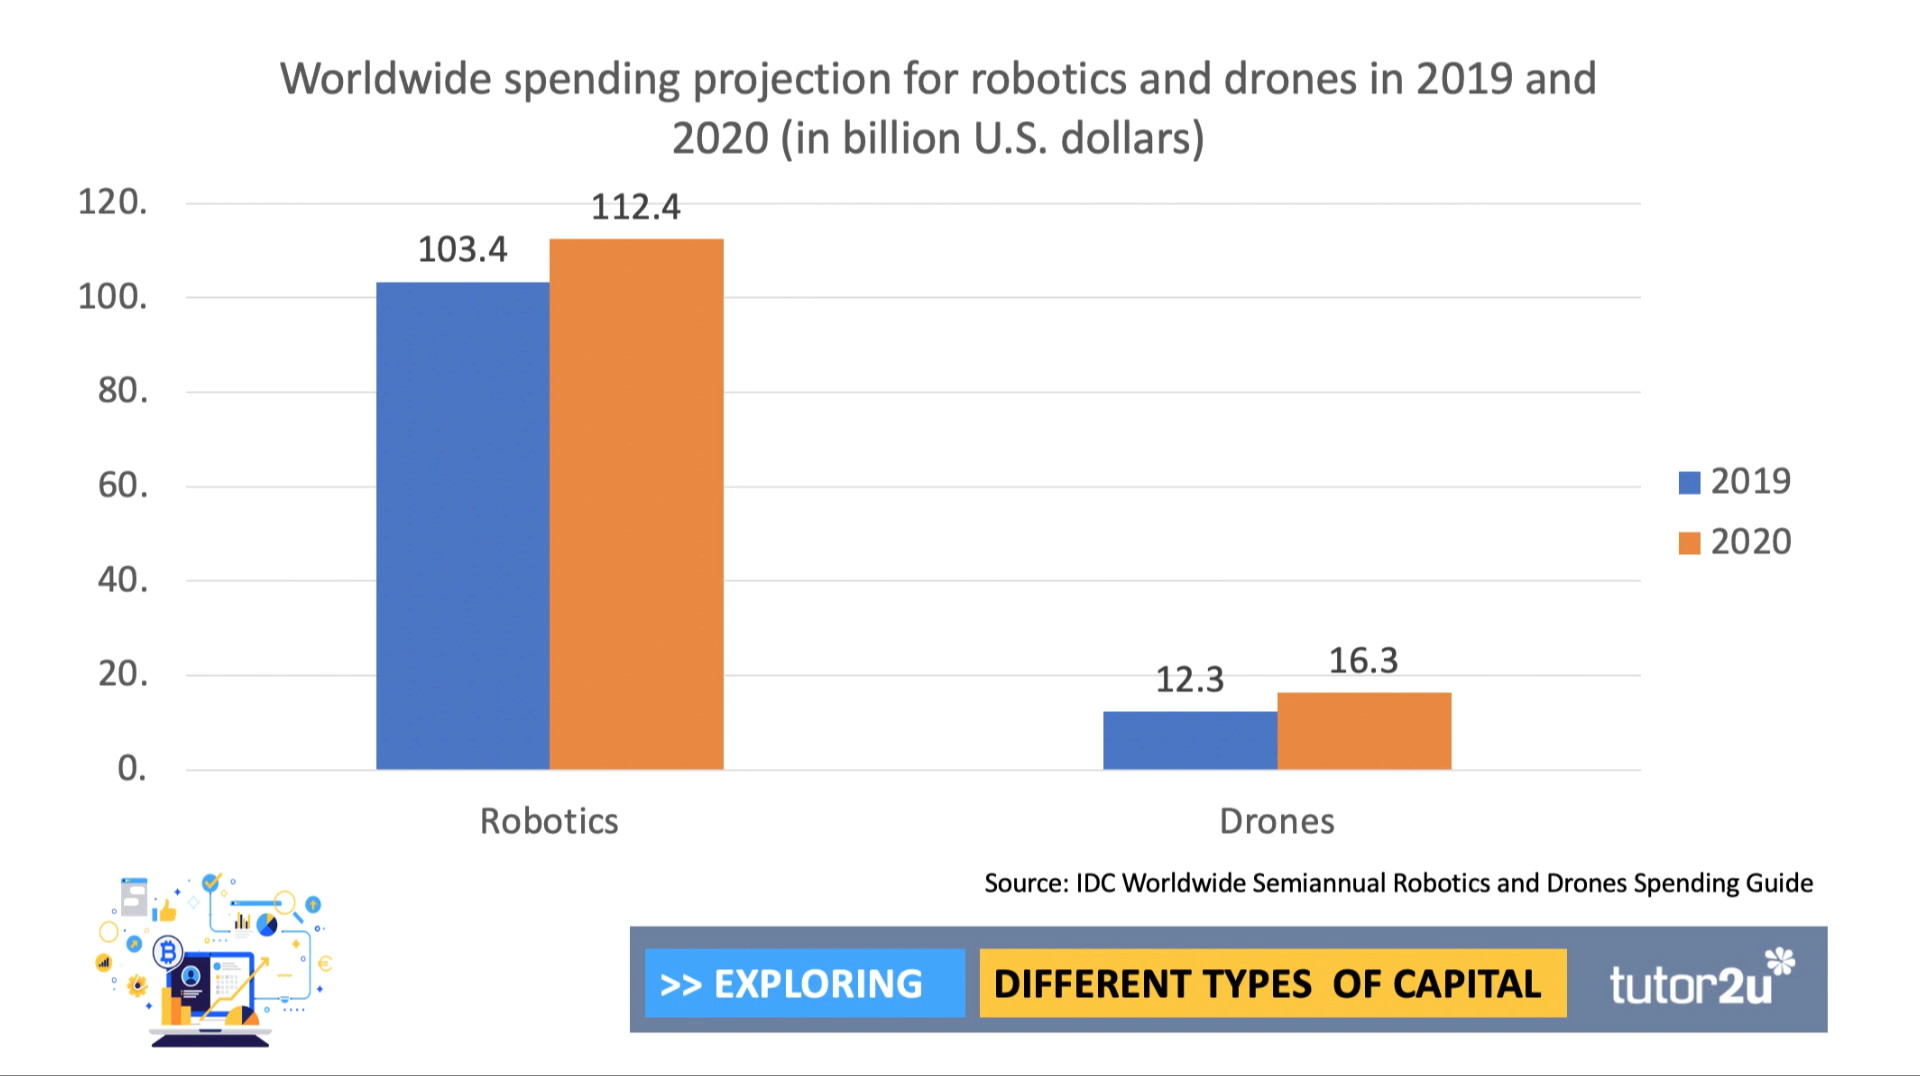 Worldwide spending projection for robotics and drones in 2019 and
2020 (in billion U.S. dollars)
120.
100.
80.
60.
40.
20.
0.
103.4
112.4
12.3
16.3
Robotics
Drones
2019
2020
Source: IDC Worldwide Semiannual Robotics and Drones Spending Guide
>> EXPLORING
DIFFERENT TYPES OF CAPITAL
tutor2u